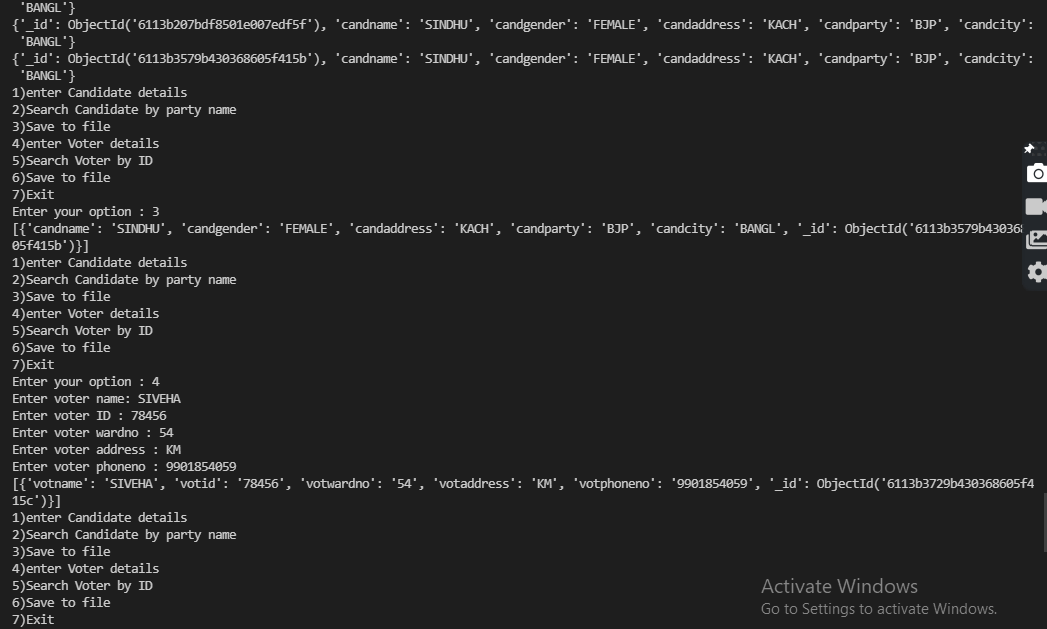 'BANGL'}
{'_id': ObjectId('6113b207bdf8501e007edf5f'), 'candname': 'SINDHU', 'candgender': 'FEMALE', 'candaddress': 'KACH', 'candparty': 'BJP', 'candcity':
'BANGL'}
{'_id': ObjectId('6113b3579b430368605f415b'), 'candname': 'SINDHU', 'candgender': 'FEMALE', 'candaddress': 'KACH', 'candparty': 'BJP', 'candcity':
'BANGL'}
1)enter Candidate details
2)Search Candidate by party name
3)Save to file
4)enter Voter details
5)Search Voter by ID
6)Save to file
7)Exit
Enter your option : 3
[{'candname': 'SINDHU', 'candgender': 'FEMALE', 'candaddress': 'KACH', 'candparty': 'BJP', 'candcity': 'BANGL', '_id': ObjectId('6113b3579b43036
05f415b')}]
1)enter Candidate details
2)Search Candidate by party name
3)Save to file
4)enter Voter details
5)Search Voter by ID
6)Save to file
7)Exit
Enter your option : 4
Enter voter name: SIVEHA
Enter voter ID : 78456
Enter voter wardno : 54
Enter voter address : KM
Enter voter phoneno : 9901854059
[{'votname': 'SIVEHA', 'votid': '78456', 'votwardno': '54', 'votaddress': 'KM', 'votphoneno': '9901854059', '_id': ObjectId('6113b3729b430368605f4
15c')}]
1)enter Candidate details
2)Search Candidate by party name
3)Save to file
4)enter Voter details
5)Search Voter by ID
6)Save to file
7)Exit
Activate Windows
Go to Settings to activate Windows.